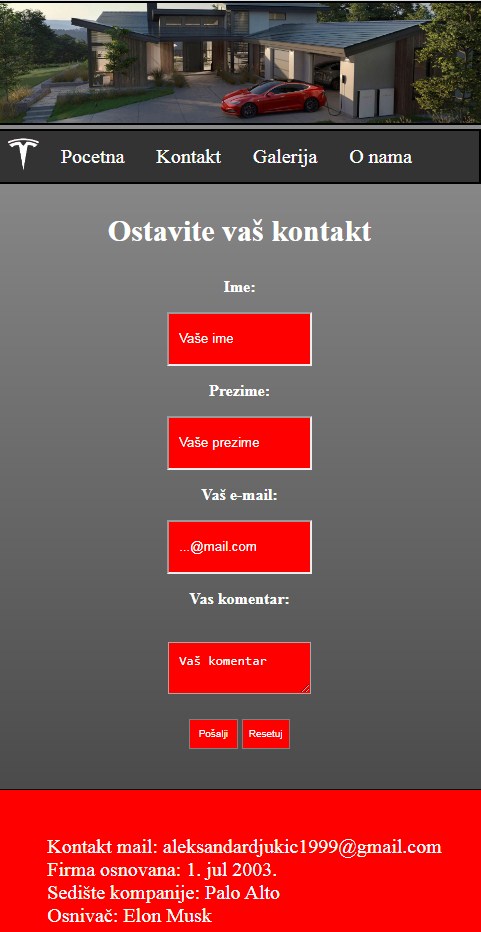 Pocetna Kontakt Galerija O nama
Ostavite vaš kontakt
Ime:
Vaše ime
Prezime:
Vaše prezime
Vaš e-mail:
...@mail.com
Vas komentar:
Vaš komentar
Pošalji Resetuj
Kontakt mail: aleksandardjukic1999@gmail.com
Firma osnovana: 1. jul 2003.
Sedište kompanije: Palo Alto
Osnivač: Elon Musk